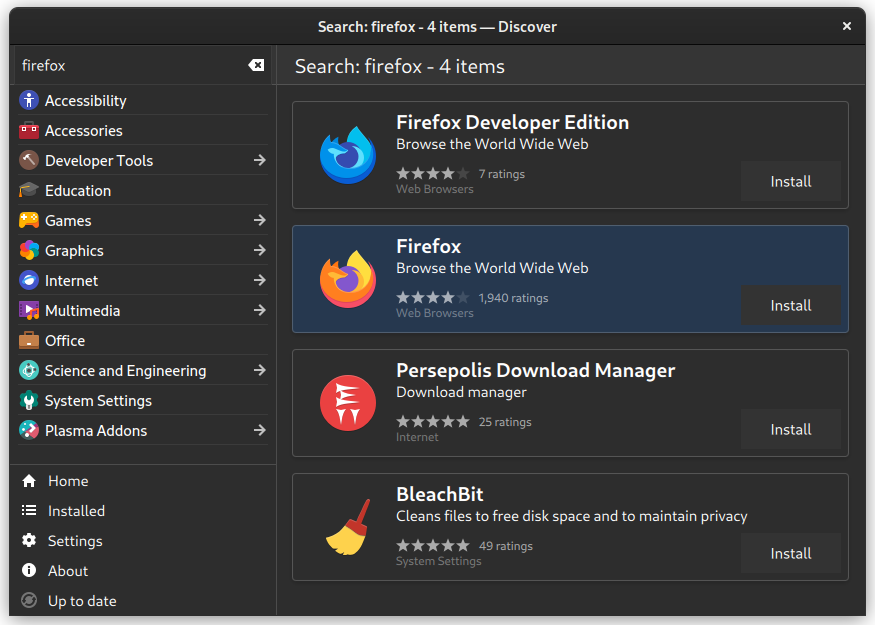 Search: firefox - 4 items — Discover
firefox
Accessibility
Accessories
Developer Tools
Education
Games
Graphics
Internet
Multimedia
Office
Science and Engineering
System Settings
Plasma Addons
Home
Installed
Settings
About
Up to date
Search: firefox - 4 items
Firefox Developer Edition
Browse the World Wide Web
7 ratings
Web Browsers
Install
Firefox
Browse the World Wide Web
1,940 ratings
Web Browsers
Install
Persepolis Download Manager
Download manager
25 ratings
Internet
Install
BleachBit
Cleans files to free disk space and to maintain privacy
49 ratings
System Settings
Install